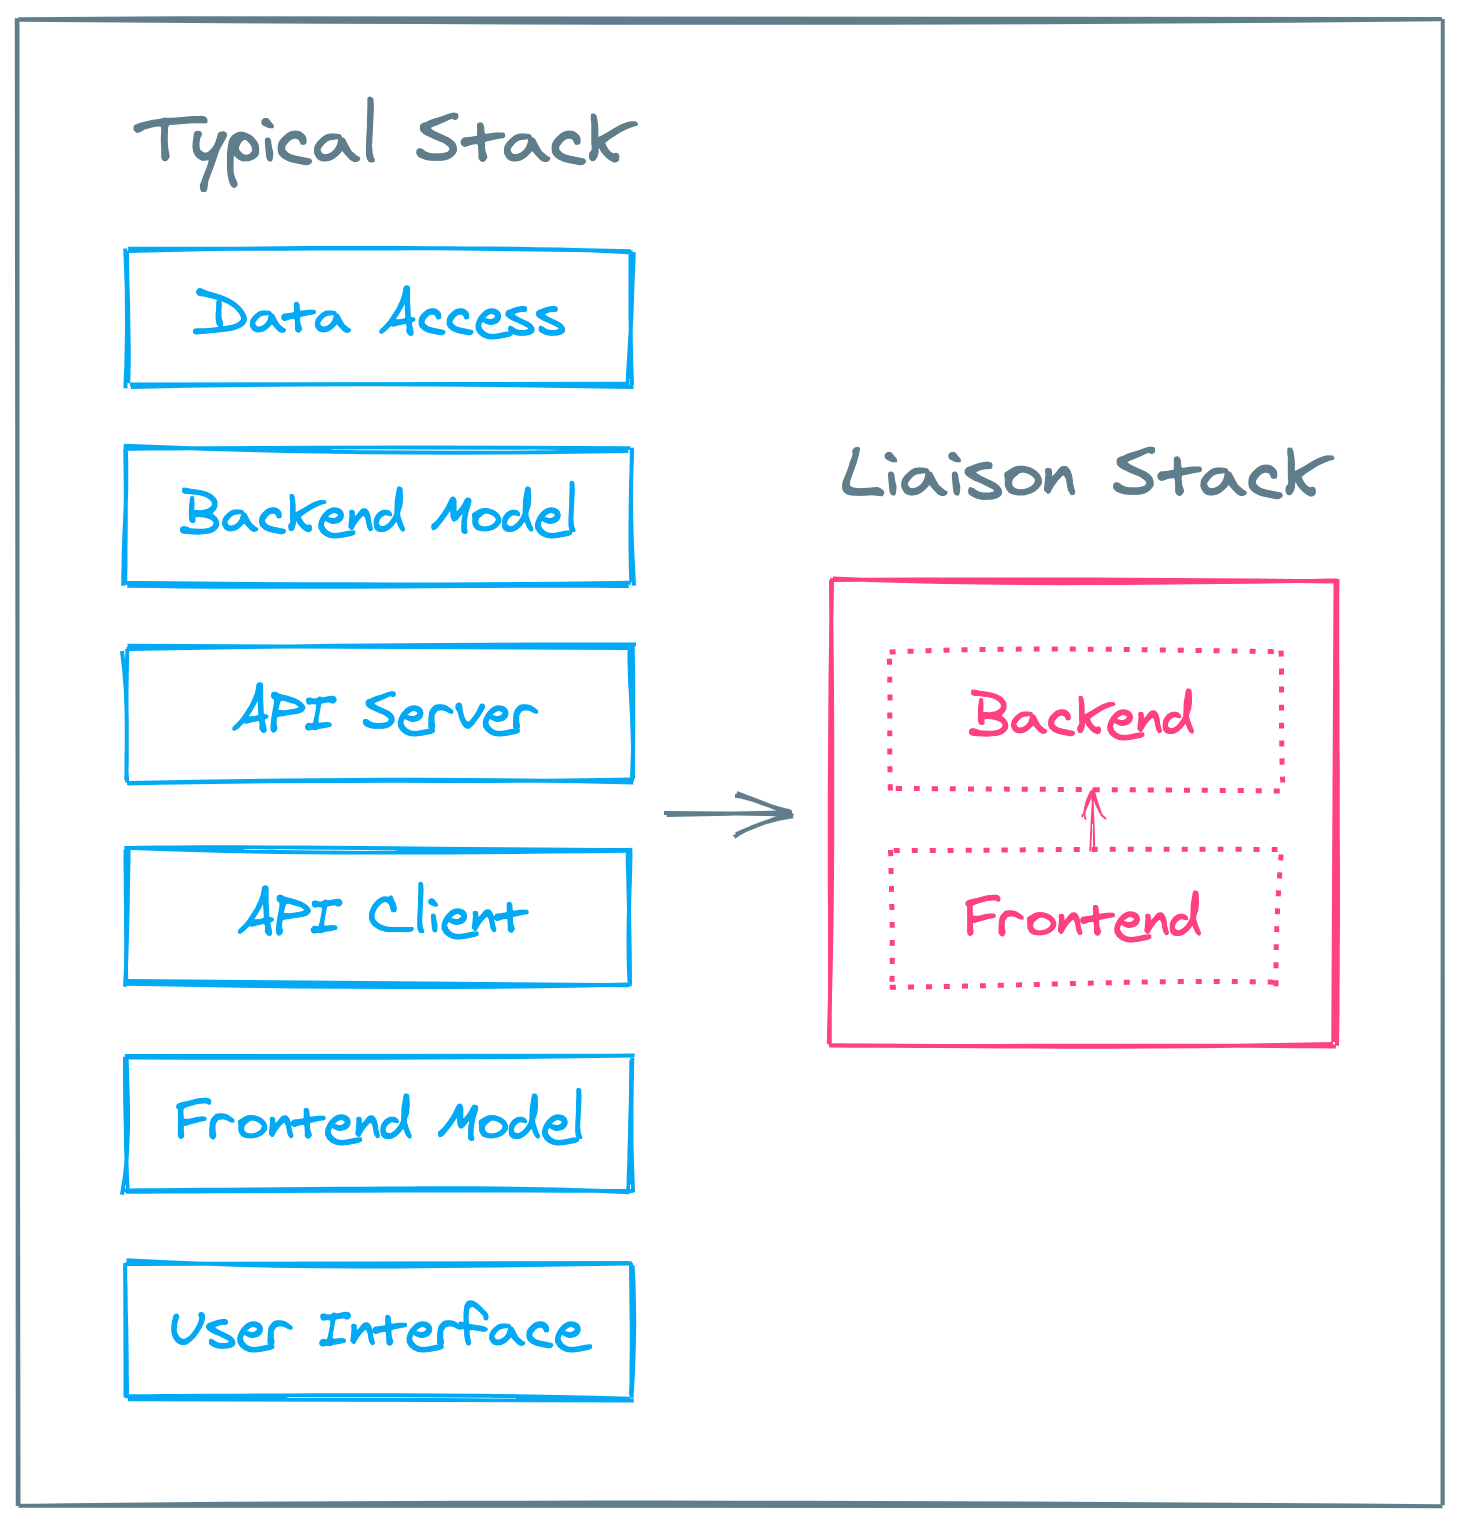 Typical Stack
Data Access
Backend Model
API Server
API Client
Frontend Model
User Interface
Liaison Stack
Backend
Frontend